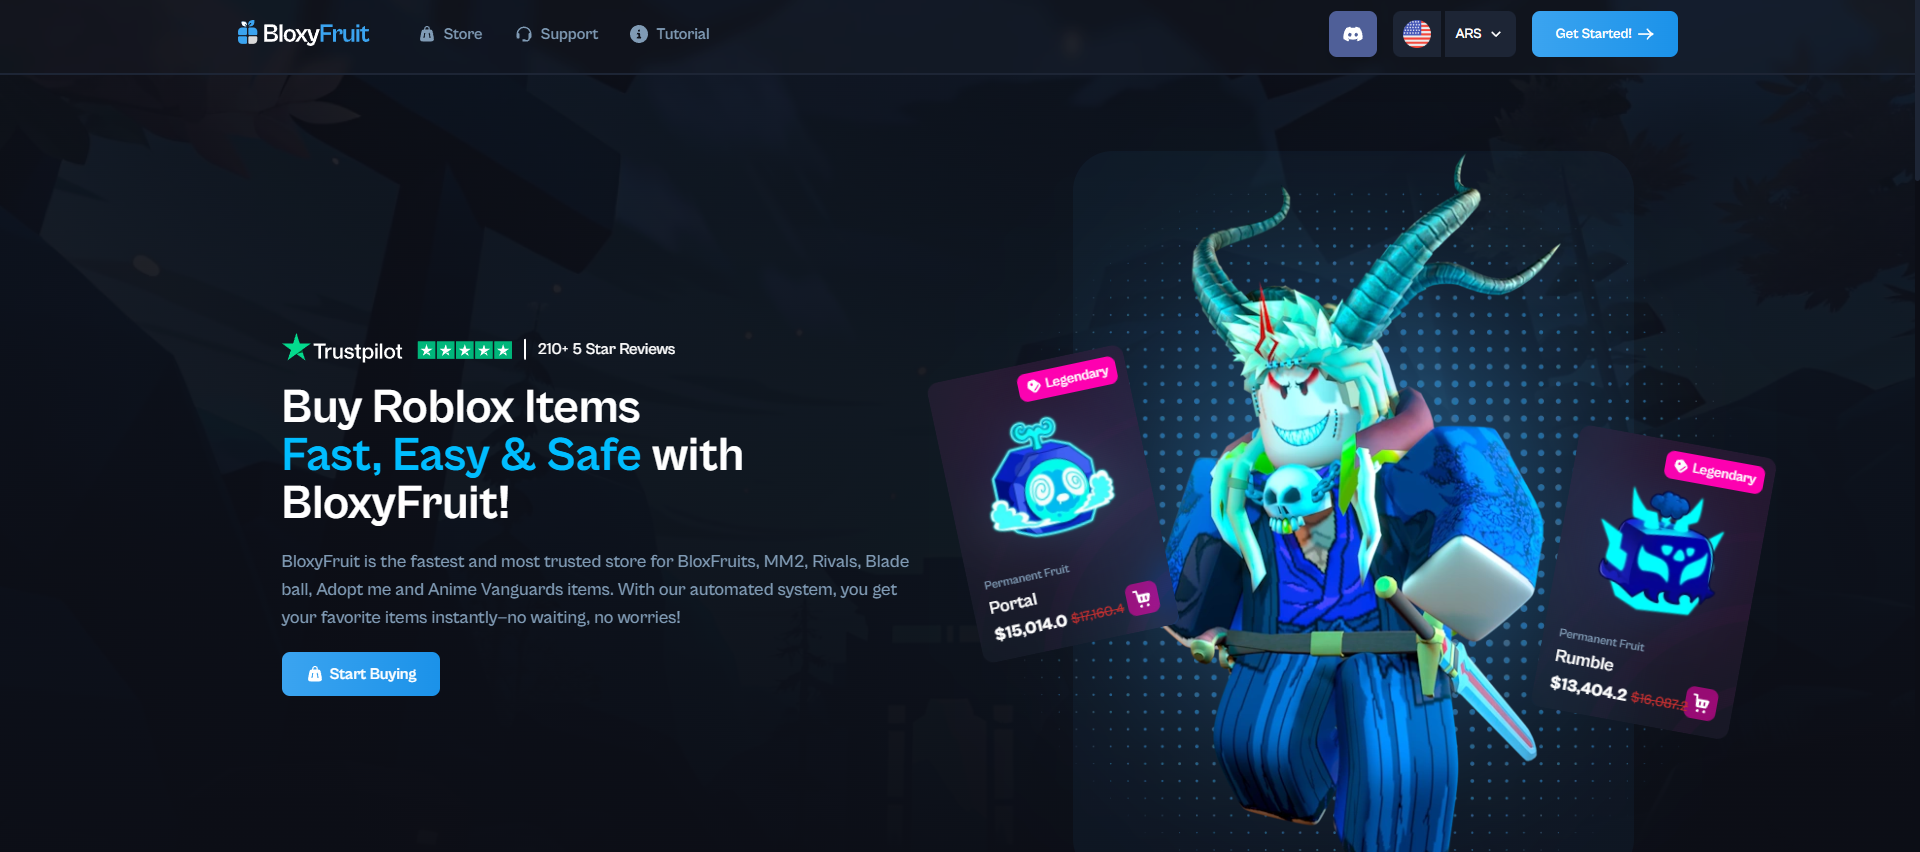 BloxyFruit
Store
Support
Tutorial
ARS
Get Started!
Trustpilot
210+ 5 Star Reviews
Buy Roblox Items
Fast, Easy & Safe with
BloxyFruit!
BloxyFruit is the fastest and most trusted store for BloxFruits, MM2, Rivals, Blade
ball, Adopt me and Anime Vanguards items. With our automated system, you get
your favorite items instantly—no waiting, no worries!
Start Buying
Legendary
Permanent Fruit
Portal
$15,014.0 $17,160.4
Legendary
Permanent Fruit
Rumble
$13,404.2 $16,087.2